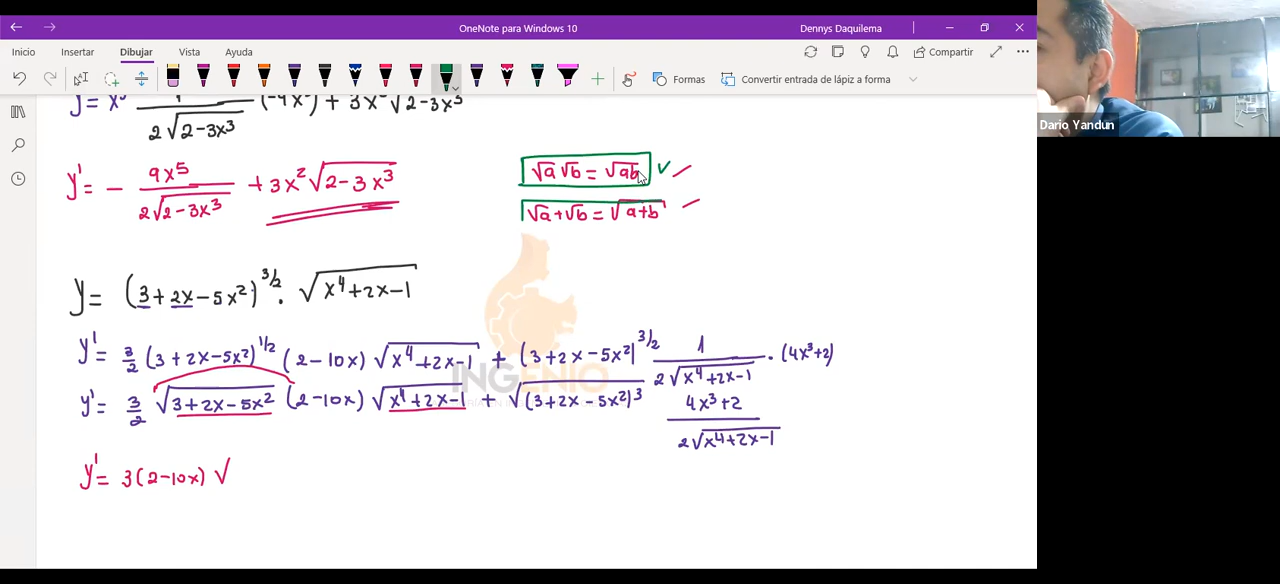 OneNote para Windows 10
Dennys Daquilema
Inicio Insertar Dibujar Vista Ayuda
Compartir
Formas Convertir entrada de lápiz a forma
Dario Yandun
2√(2-3x³)
y' = - 9x⁵ / 2√(2-3x³) + 3x²√(2-3x³)
√a √b = √ab
√a + √b = √(a+b)
y = (3+2x-5x²)^3/2 · √(x⁴+2x-1)
y' = 3/2 (3+2x-5x²)^1/2 (2-10x) √(x⁴+2x-1) + (3+2x-5x²)^3/2 1 / 2√(x⁴+2x-1) · (4x³+2)
y' = 3/2 √(3+2x-5x²) (2-10x) √(x⁴+2x-1) + √((3+2x-5x²)³) 4x³+2 / 2√(x⁴+2x-1)
y' = 3(2-10x) √
INGENIO